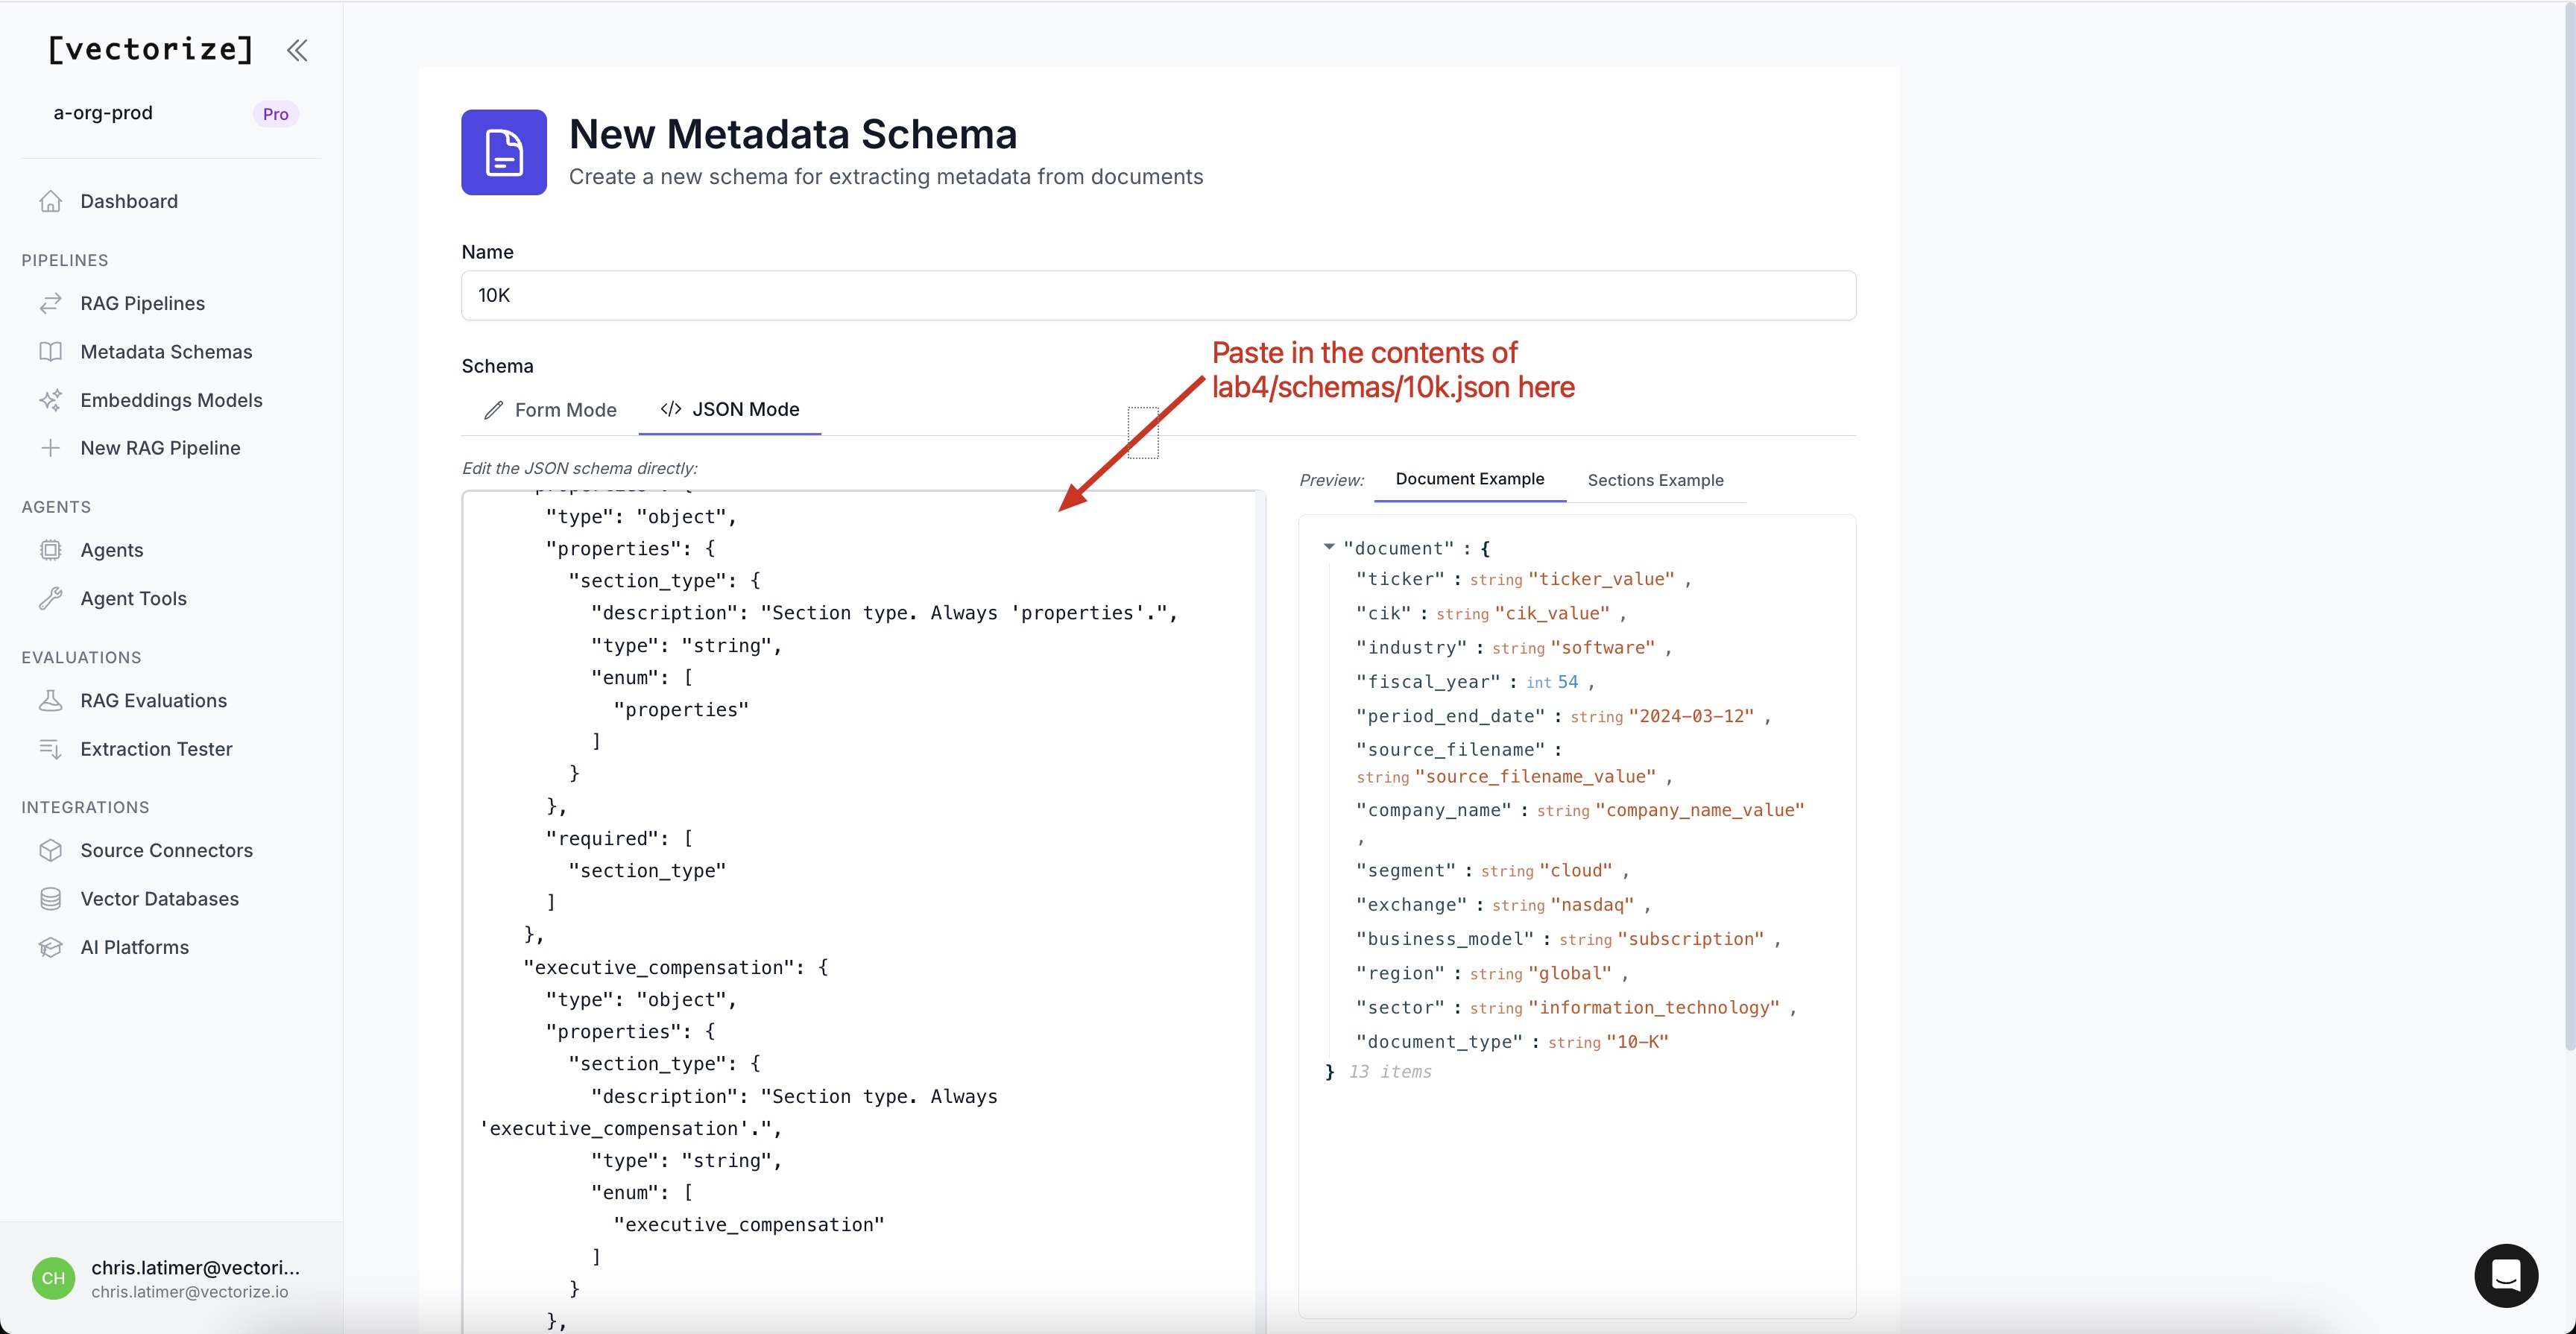 [vectorize]
a-org-prod
Pro
Dashboard
PIPELINES
RAG Pipelines
Metadata Schemas
Embeddings Models
New RAG Pipeline
AGENTS
Agents
Agent Tools
EVALUATIONS
RAG Evaluations
Extraction Tester
INTEGRATIONS
Source Connectors
Vector Databases
AI Platforms
CH
chris.latimer@vectori...
chris.latimer@vectorize.io
New Metadata Schema
Create a new schema for extracting metadata from documents
Name
10K
Schema
Form Mode
</> JSON Mode
Paste in the contents of
lab4/schemas/10k.json here
Edit the JSON schema directly:
"type": "object",
"properties": {
"section_type": {
"description": "Section type. Always 'properties'.",
"type": "string",
"enum": [
"properties"
]
}
},
"required": [
"section_type"
]
},
"executive_compensation": {
"type": "object",
"properties": {
"section_type": {
"description": "Section type. Always
'executive_compensation'.",
"type": "string",
"enum": [
"executive_compensation"
]
}
},
Preview:
Document Example
Sections Example
"document" : {
"ticker" : string "ticker_value" ,
"cik" : string "cik_value" ,
"industry" : string "software" ,
"fiscal_year" : int 54 ,
"period_end_date" : string "2024-03-12" ,
"source_filename" :
string "source_filename_value" ,
"company_name" : string "company_name_value"
,
"segment" : string "cloud" ,
"exchange" : string "nasdaq" ,
"business_model" : string "subscription" ,
"region" : string "global" ,
"sector" : string "information_technology" ,
"document_type" : string "10-K"
} 13 items